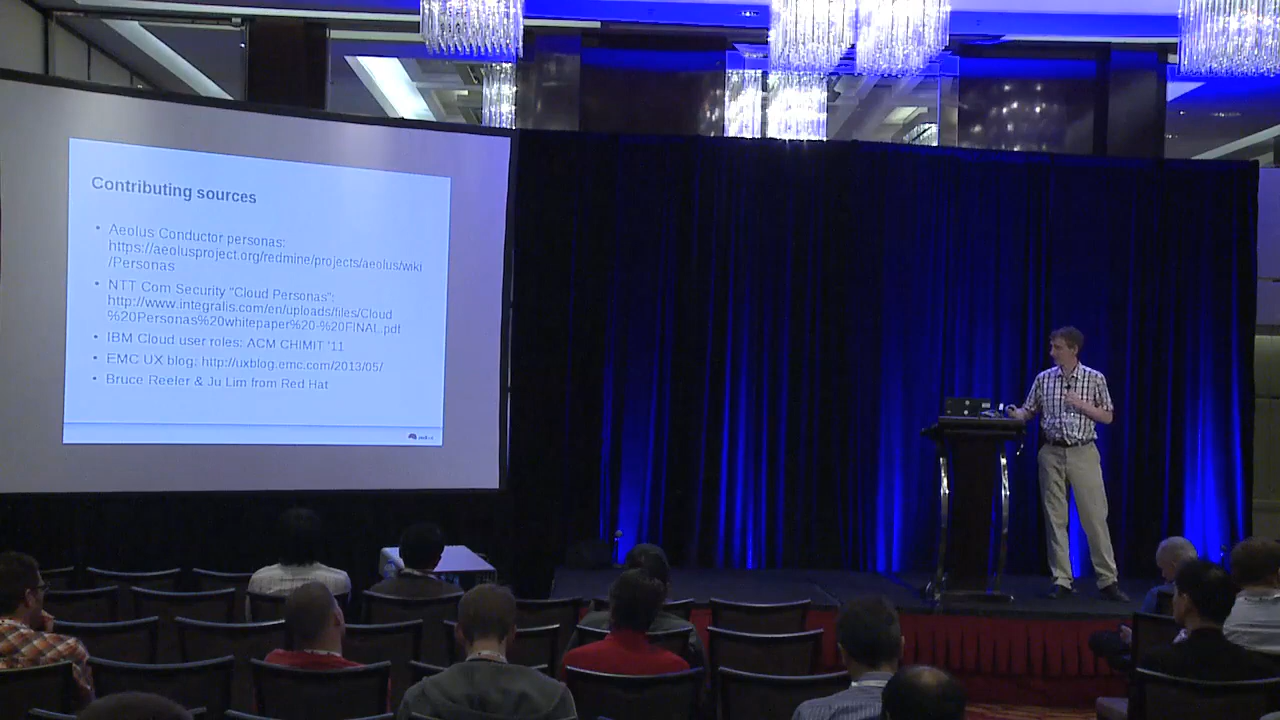 Contributing sources
• Aeolus Conductor personas:
https://aeolusproject.org/redmine/projects/aeolus/wiki
/Personas
• NTT Com Security "Cloud Personas":
http://www.integralis.com/en/uploads/files/Cloud
%20Personas%20whitepaper%20-%20FINAL.pdf
• IBM Cloud user roles: ACM CHIMIT '11
• EMC UX blog: http://uxblog.emc.com/2013/05/
• Bruce Reeler & Ju Lim from Red Hat